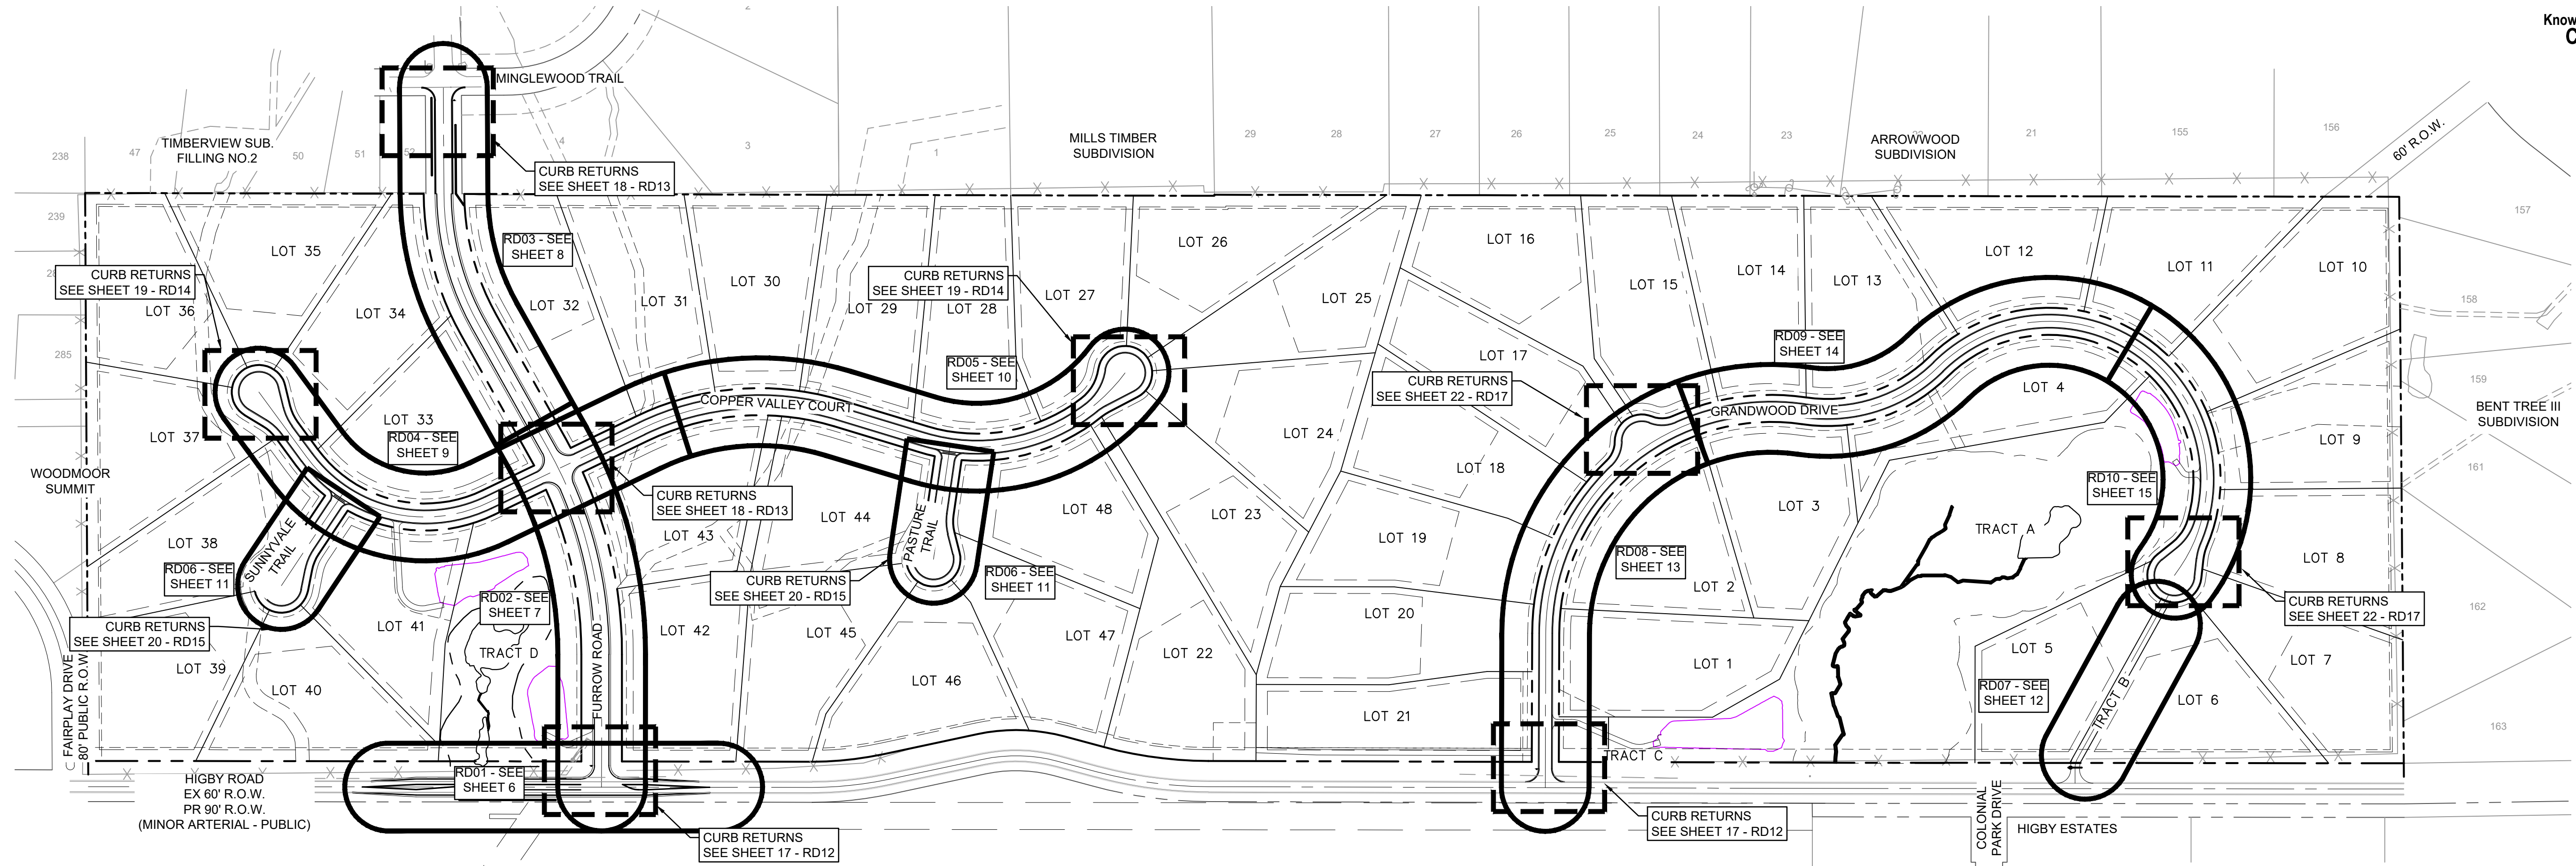 Know
C
2
MINGLEWOOD TRAIL
TIMBERVIEW SUB.
FILLING NO.2
MILLS TIMBER
SUBDIVISION
ARROWWOOD
SUBDIVISION
60' R.O.W.
238
47
50
51
52
4
3
1
29
28
27
26
25
24
23
22
21
155
156
CURB RETURNS
SEE SHEET 18 - RD13
239
157
LOT 35
RD03 - SEE
SHEET 8
LOT 26
LOT 16
LOT 12
LOT 11
LOT 10
CURB RETURNS
SEE SHEET 19 - RD14
LOT 36
LOT 34
LOT 32
LOT 31
LOT 30
LOT 29
CURB RETURNS
SEE SHEET 19 - RD14
LOT 28
LOT 27
LOT 25
LOT 15
LOT 14
LOT 13
158
285
RD05 - SEE
SHEET 10
LOT 17
RD09 - SEE
SHEET 14
CURB RETURNS
SEE SHEET 22 - RD17
LOT 4
159
COPPER VALLEY COURT
GRANDWOOD DRIVE
BENT TREE III
SUBDIVISION
LOT 33
LOT 37
RD04 - SEE
SHEET 9
LOT 24
LOT 9
WOODMOOR
SUMMIT
LOT 18
161
CURB RETURNS
SEE SHEET 18 - RD13
LOT 44
LOT 48
LOT 23
LOT 3
RD10 - SEE
SHEET 15
TRACT A
LOT 38
SUNNYVALE
TRAIL
LOT 43
PASTURE
TRAIL
LOT 19
RD06 - SEE
SHEET 11
RD08 - SEE
SHEET 13
LOT 8
CURB RETURNS
SEE SHEET 20 - RD15
RD06 - SEE
SHEET 11
LOT 2
RD02 - SEE
SHEET 7
LOT 20
CURB RETURNS
SEE SHEET 22 - RD17
162
CURB RETURNS
SEE SHEET 20 - RD15
LOT 41
LOT 42
LOT 45
LOT 47
TRACT D
LOT 22
LOT 1
LOT 5
LOT 7
FAIRPLAY DRIVE
80' PUBLIC R.O.W.
LOT 39
LOT 40
FURROW ROAD
LOT 46
RD07 - SEE
SHEET 12
TRACT B
LOT 6
LOT 21
163
TRACT C
HIGBY ROAD
EX 60' R.O.W.
PR 90' R.O.W.
(MINOR ARTERIAL - PUBLIC)
RD01 - SEE
SHEET 6
CURB RETURNS
SEE SHEET 17 - RD12
CURB RETURNS
SEE SHEET 17 - RD12
COLONIAL
PARK DRIVE
HIGBY ESTATES